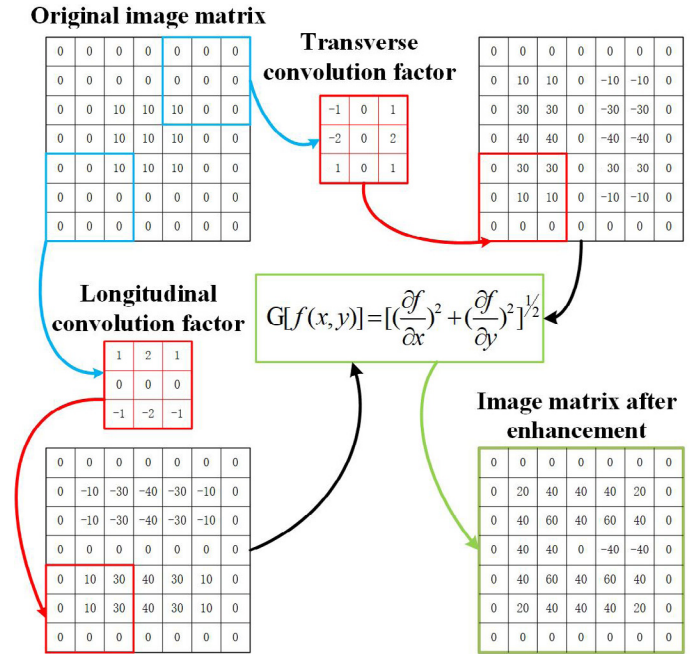 Original image matrix
0 0 0 0 0 0 0
0 0 0 0 0 0 0
0 0 10 10 10 0 0
0 0 10 10 10 0 0
0 0 10 10 10 0 0
0 0 0 0 0 0 0
0 0 0 0 0 0 0
Transverse
convolution factor
-1 0 1
-2 0 2
1 0 1
0 0 0 0 0 0 0
0 10 10 0 -10 -10 0
0 30 30 0 -30 -30 0
0 40 40 0 -40 -40 0
0 30 30 0 30 30 0
0 10 10 0 -10 -10 0
0 0 0 0 0 0 0
Longitudinal
convolution factor
1 2 1
0 0 0
-1 -2 -1
G[f(x,y)]=[(∂f/∂x)²+(∂f/∂y)²]^1/2
0 0 0 0 0 0 0
0 -10 -30 -40 -30 -10 0
0 -10 -30 -40 -30 -10 0
0 0 0 0 0 0 0
0 10 30 40 30 10 0
0 10 30 40 30 10 0
0 0 0 0 0 0 0
Image matrix after
enhancement
0 0 0 0 0 0 0
0 20 40 40 40 20 0
0 40 60 40 60 40 0
0 40 40 0 -40 -40 0
0 40 60 40 60 40 0
0 20 40 40 40 20 0
0 0 0 0 0 0 0